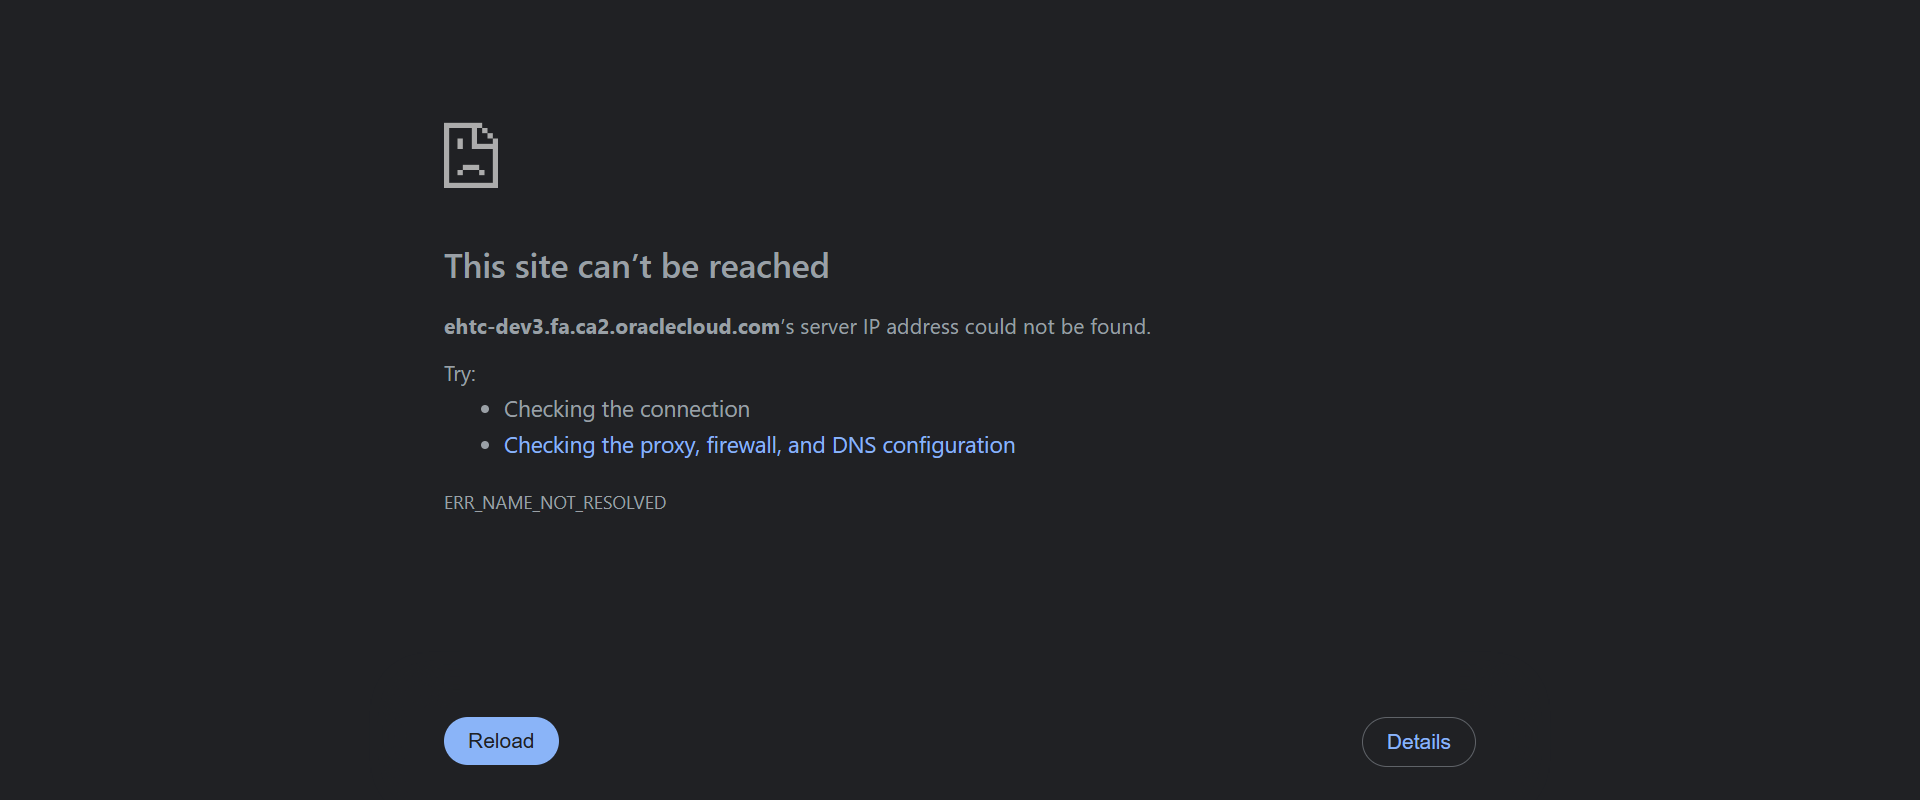 This site can’t be reached
ehtc-dev3.fa.ca2.oraclecloud.com’s server IP address could not be found.
Try:
Checking the connection
Checking the proxy, firewall, and DNS configuration
ERR_NAME_NOT_RESOLVED
Reload
Details